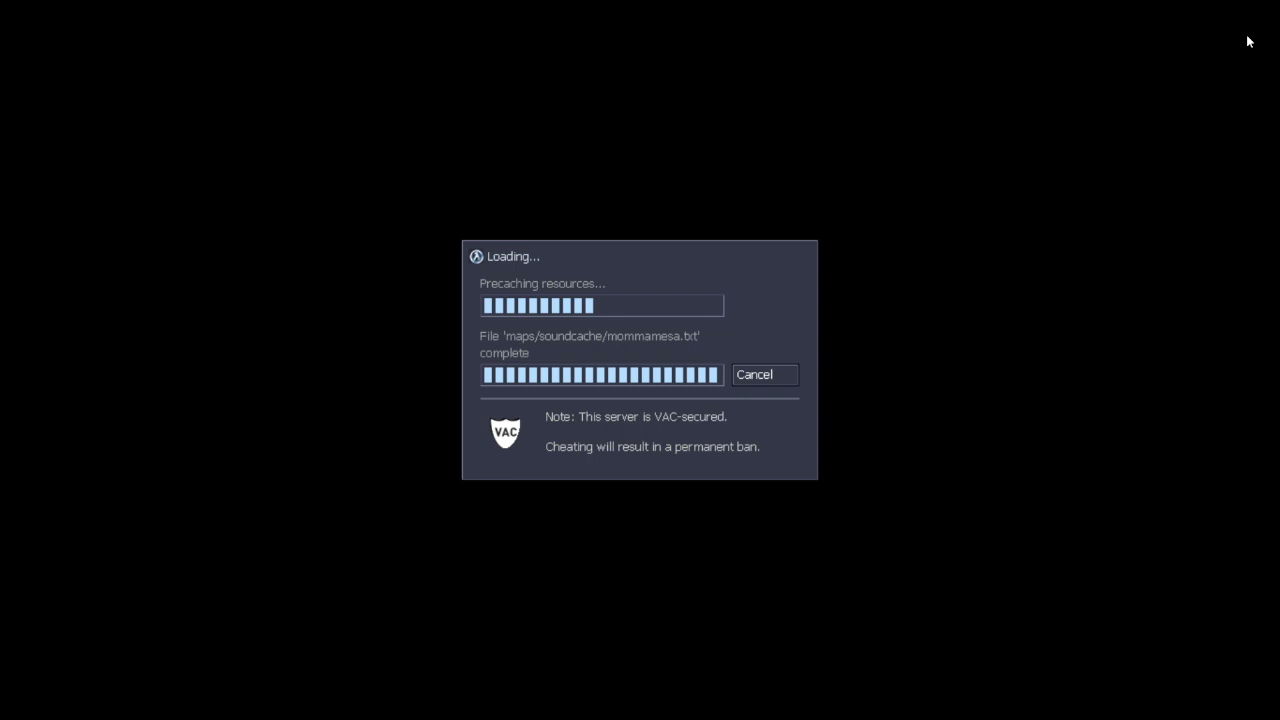 Loading...
Precaching resources...
File 'maps/soundcache/mommamesa.txt'
complete
Cancel
Note: This server is VAC-secured.
VAC
Cheating will result in a permanent ban.